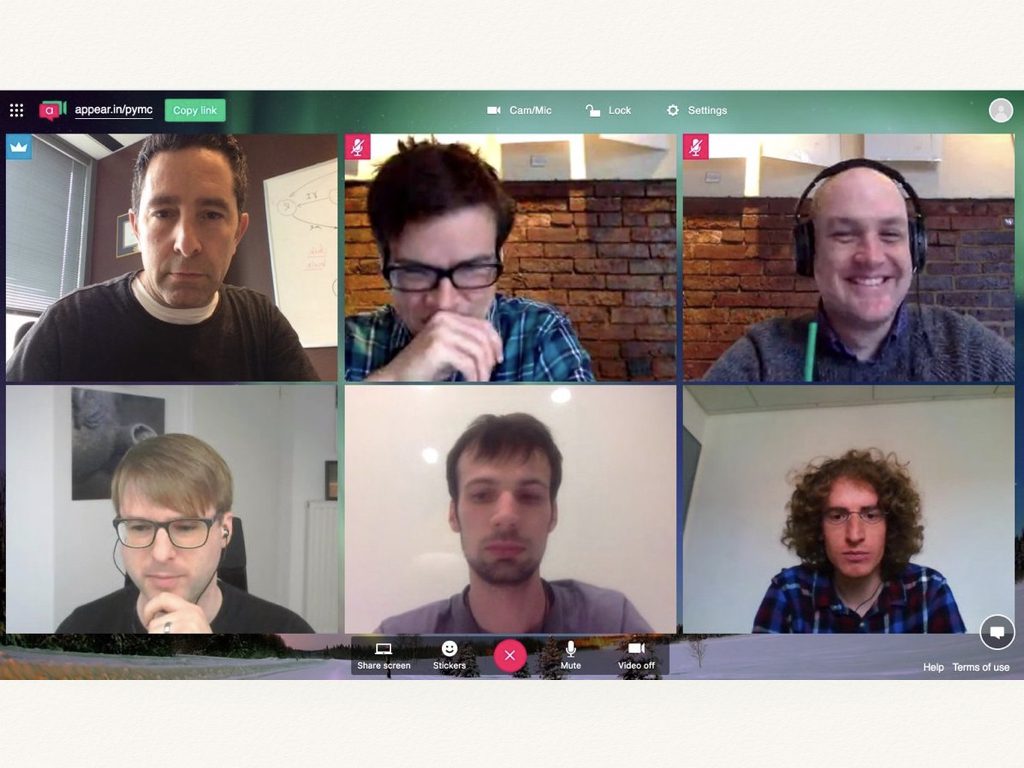 appear.in/pymc
Copy link
Cam/Mic
Lock
Settings
Share screen
Stickers
Mute
Video off
Help
Terms of use